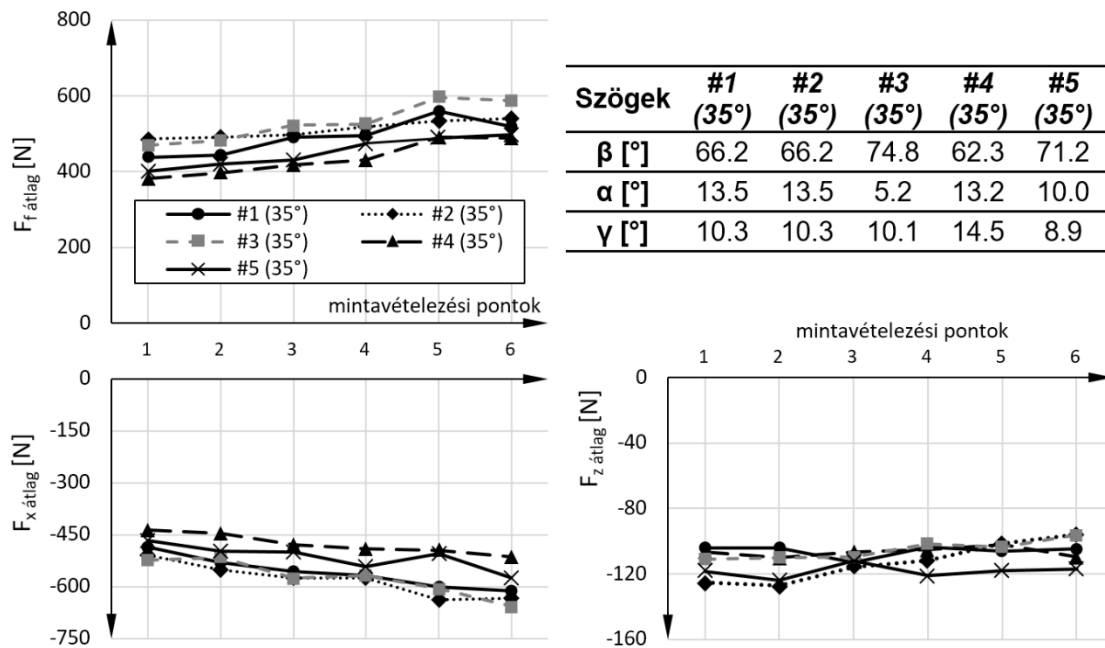 800
600
400
200
0
F_f átlag [N]
#1 (35°) #2 (35°)
#3 (35°) #4 (35°)
#5 (35°)
mintavételezési pontok
1 2 3 4 5 6
Szögek #1 (35°) #2 (35°) #3 (35°) #4 (35°) #5 (35°)
β [°] 66.2 66.2 74.8 62.3 71.2
α [°] 13.5 13.5 5.2 13.2 10.0
γ [°] 10.3 10.3 10.1 14.5 8.9
0
-150
-300
-450
-600
-750
F_x átlag [N]
mintavételezési pontok
1 2 3 4 5 6
0
-40
-80
-120
-160
F_z átlag [N]